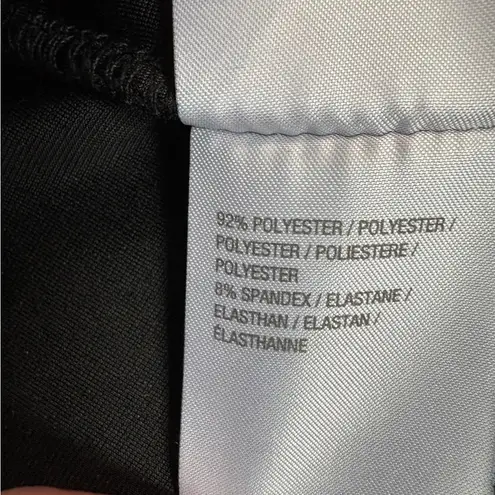 92% POLYESTER / POLYESTER /
POLYESTER / POLIESTERE /
POLYESTER
8% SPANDEX / ELASTANE /
ELASTHAN / ELASTAN /
ÉLASTHANNE